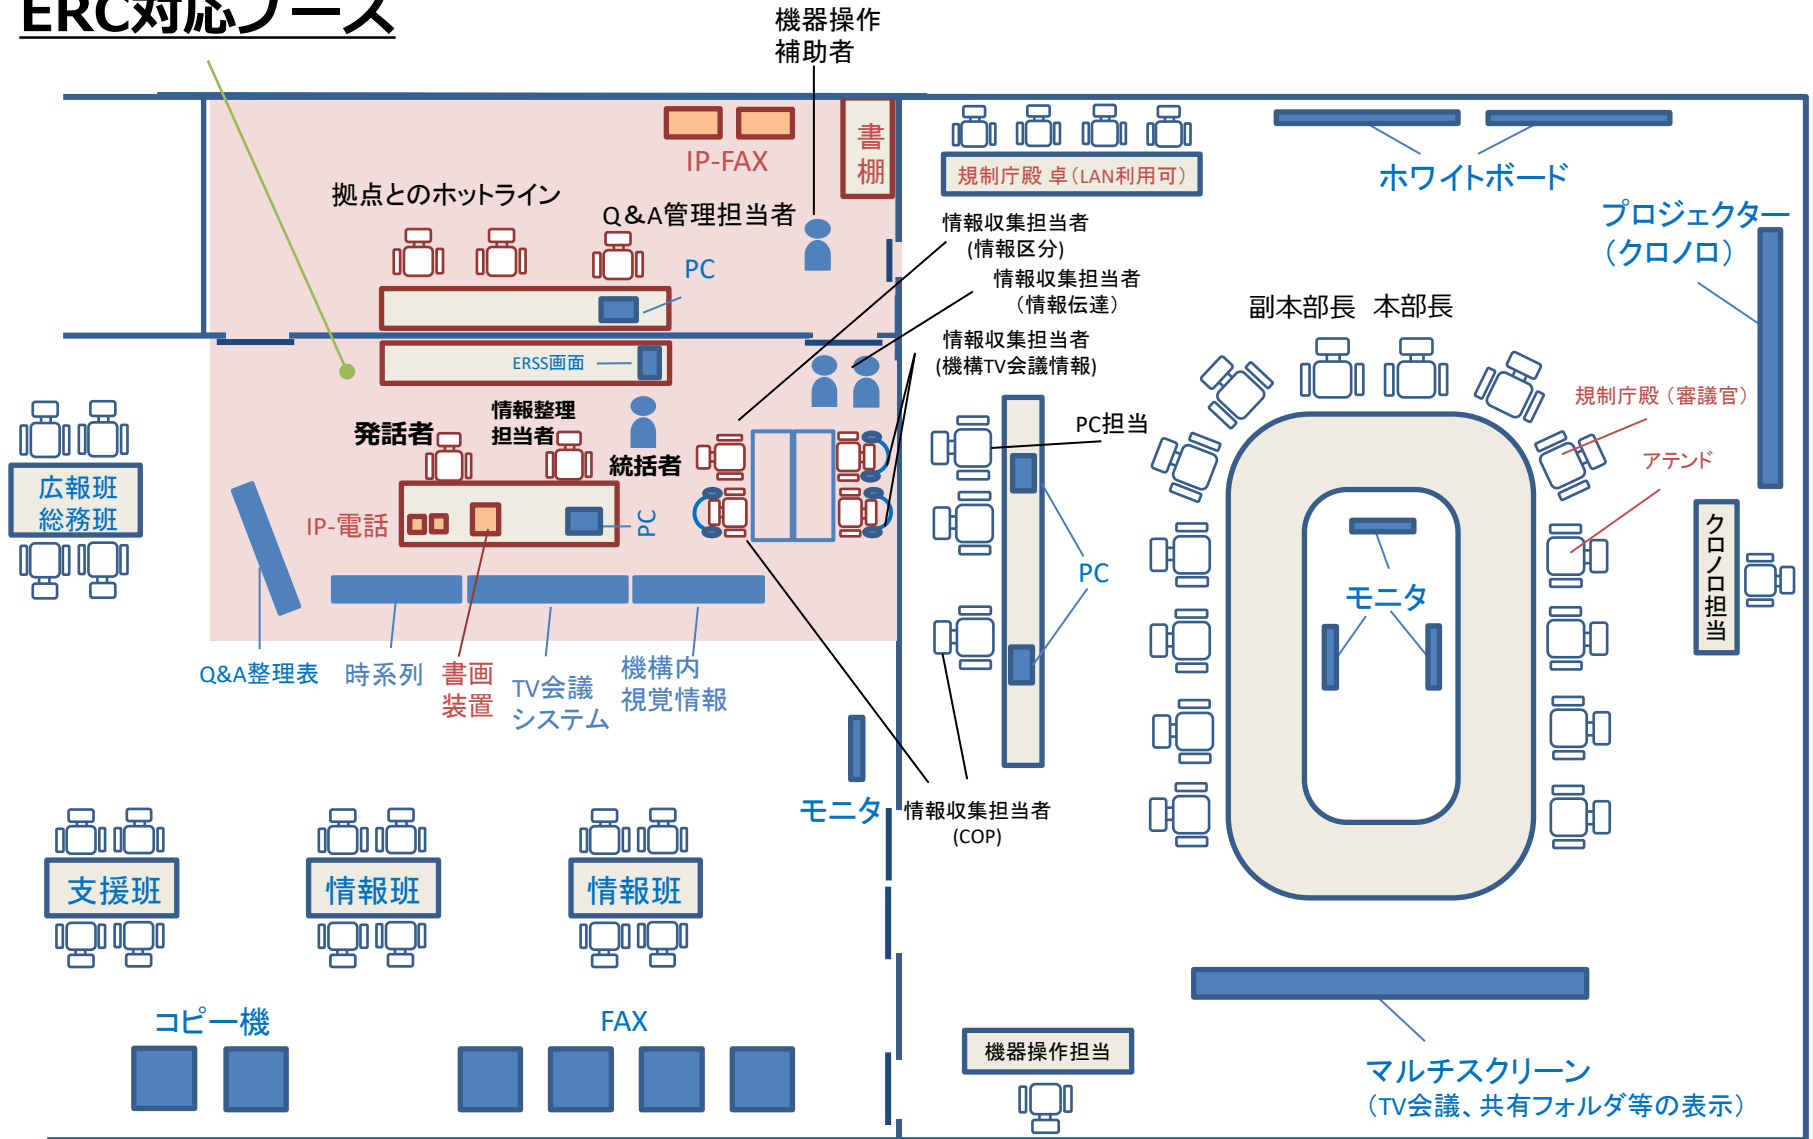 ERC対応ブース
機器操作
補助者
IP-FAX
書
棚
拠点とのホットライン
Q&A管理担当者
PC
ERSS画面
発話者
情報整理
担当者
統括者
IP-電話
PC
Q&A整理表
時系列
書画
装置
TV会議
システム
機構内
視覚情報
広報班
総務班
モニタ
支援班
情報班
情報班
コピー機
FAX
規制庁殿 卓（LAN利用可）
情報収集担当者
(情報区分)
情報収集担当者
（情報伝達）
情報収集担当者
(機構TV会議情報)
PC担当
PC
情報収集担当者
(COP)
ホワイトボード
プロジェクター
（クロノロ）
副本部長 本部長
規制庁殿（審議官）
アテンド
モニタ
クロノロ担当
機器操作担当
マルチスクリーン
（TV会議、共有フォルダ等の表示）